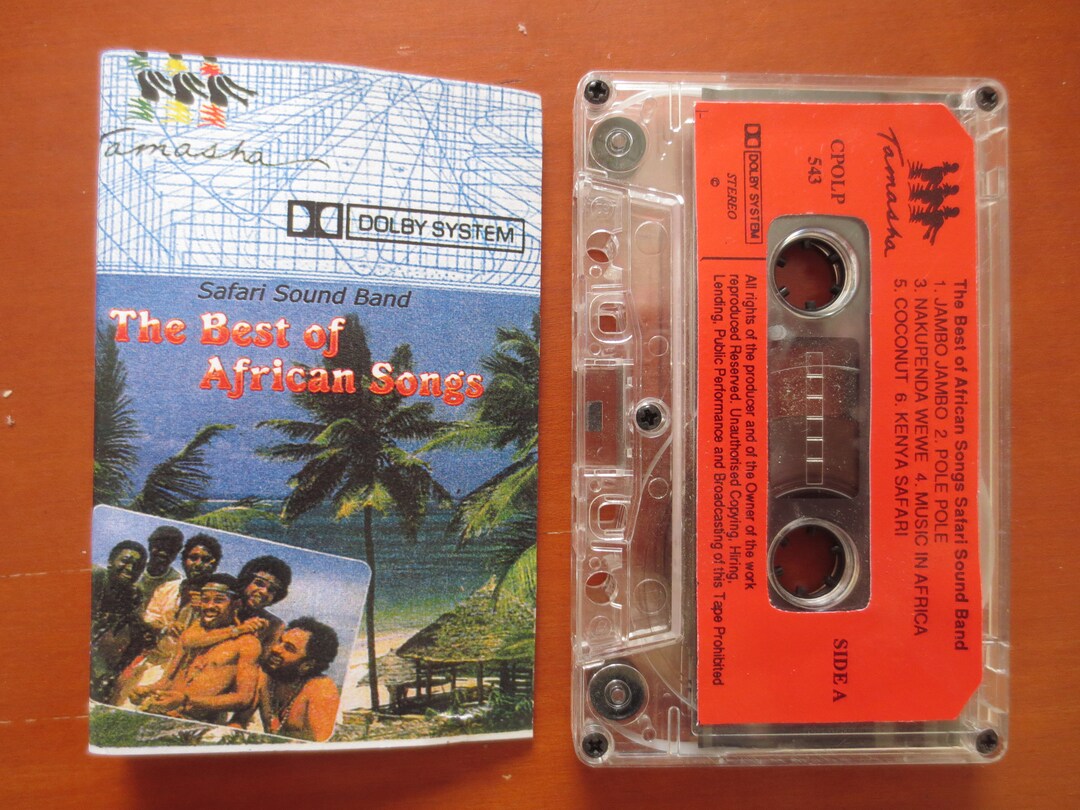 Tamasha
DOLBY SYSTEM
Safari Sound Band
The Best of
African Songs
Tamasha
The Best of African Songs Safari Sound Band
1. JAMBO JAMBO 2. POLE POLE
3. NAKUPENDA WEWE 4. MUSIC IN AFRICA
5. COCONUT 6. KENYA SAFARI
CPOLP
543
SIDE A
DOLBY SYSTEM
STEREO
©
All rights of the producer and of the Owner of the work
reproduced Reserved. Unauthorised Copying, Hiring,
Lending, Public Performance and Broadcasting of this Tape Prohibited